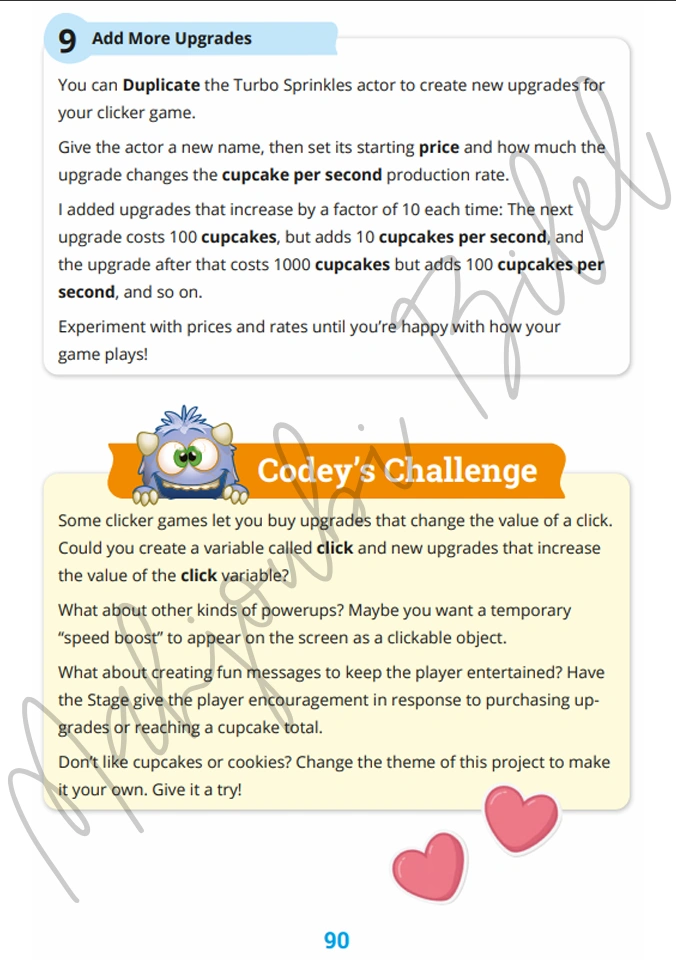 9 Add More Upgrades
You can Duplicate the Turbo Sprinkles actor to create new upgrades for
your clicker game.
Give the actor a new name, then set its starting price and how much the
upgrade changes the cupcake per second production rate.
I added upgrades that increase by a factor of 10 each time: The next
upgrade costs 100 cupcakes, but adds 10 cupcakes per second, and
the upgrade after that costs 1000 cupcakes but adds 100 cupcakes per
second, and so on.
Experiment with prices and rates until you’re happy with how your
game plays!
Codey’s Challenge
Some clicker games let you buy upgrades that change the value of a click.
Could you create a variable called click and new upgrades that increase
the value of the click variable?
What about other kinds of powerups? Maybe you want a temporary
“speed boost” to appear on the screen as a clickable object.
What about creating fun messages to keep the player entertained? Have
the Stage give the player encouragement in response to purchasing up-
grades or reaching a cupcake total.
Don’t like cupcakes or cookies? Change the theme of this project to make
it your own. Give it a try!
90
Mahjoubi Bilel